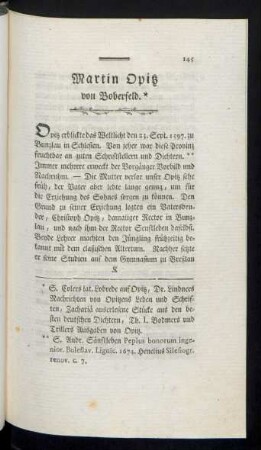 145
Martin Opitz
von Boberfeld.*
Opitz erblickte das Weltlicht den 23. Sept. 1597. zu
Bunzlau in Schlesien. Von jeher war diese Provinz
fruchtbar an guten Schriftstellern und Dichtern.**
Immer mehrere erweckt der Vorgänger Vorbild und
Nachruhm. — Die Mutter verlor unser Opitz sehr
früh, der Vater aber lebte lange genug, um für
die Erziehung des Sohnes sorgen zu können. Den
Grund zu seiner Erziehung legten ein Vatersbru-
der, Christoph Opitz, damaliger Rector in Bunz-
lau, und nach ihm der Rector Senftleben daselbst.
Beyde Lehrer machten den Jüngling frühzeitig be-
kannt mit dem classischen Altertum. Nachher setzte
er seine Studien auf dem Gymnasium zu Breslau
K
* S. Colers lat. Lobrede auf Opitz, Dr. Lindners
Nachrichten von Opitzens Leben und Schrif-
ten, Zachariä auserlesene Stücke aus den be-
sten deutschen Dichtern, Th. I. Bodmers und
Trillers Ausgaben von Opitz.
** S. Andr. Sänftleben Peplus bonorum inge-
nior. Boleslav. Lignic. 1674. Henelius Silesiogr.
renov. C. 7.